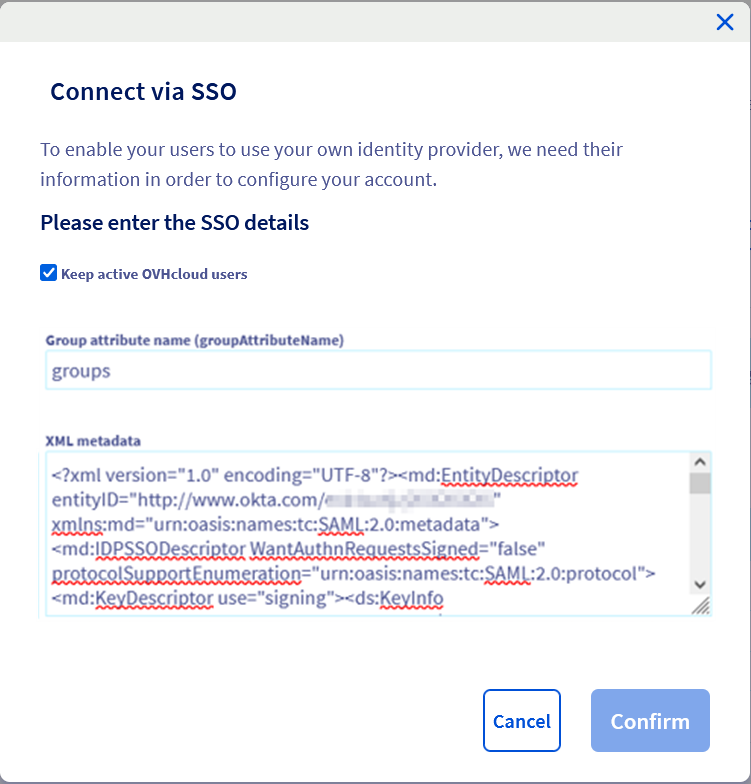 Connect via SSO
To enable your users to use your own identity provider, we need their
information in order to configure your account.
Please enter the SSO details
Keep active OVHcloud users
Group attribute name (groupAttributeName)
groups
XML metadata
<?xml version="1.0" encoding="UTF-8"?><md:EntityDescriptor
entityID="http://www.okta.com/"
xmlns:md="urn:oasis:names:tc:SAML:2.0:metadata">
<md:IDPSSODescriptor WantAuthnRequestsSigned="false"
protocolSupportEnumeration="urn:oasis:names:tc:SAML:2.0:protocol">
<md:KeyDescriptor use="signing"><ds:KeyInfo
Cancel
Confirm